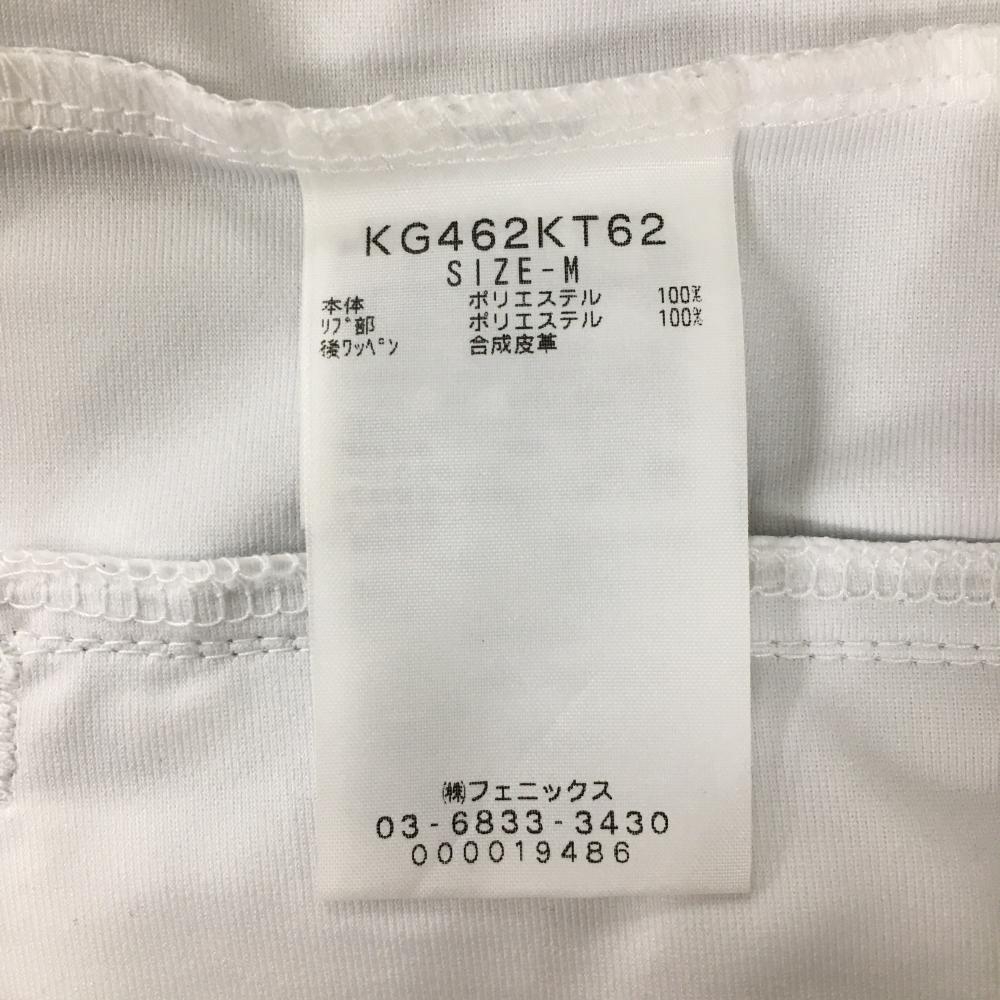 KG462KT62
SIZE-M
本体 ポリエステル 100%
ﾘﾌﾞ部 ポリエステル 100%
後ﾜｯﾍﾟﾝ 合成皮革
㈱フェニックス
03-6833-3430
000019486